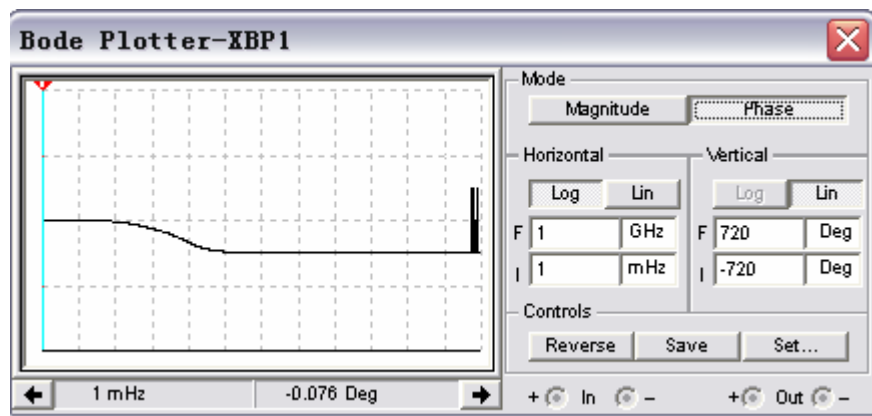 Bode Plotter-XBP1
Mode
Magnitude Phase
Horizontal
Log Lin
F 1 GHz
I 1 mHz
Vertical
Log Lin
F 720 Deg
I -720 Deg
Controls
Reverse Save Set...
1 mHz -0.076 Deg
+ In - + Out -